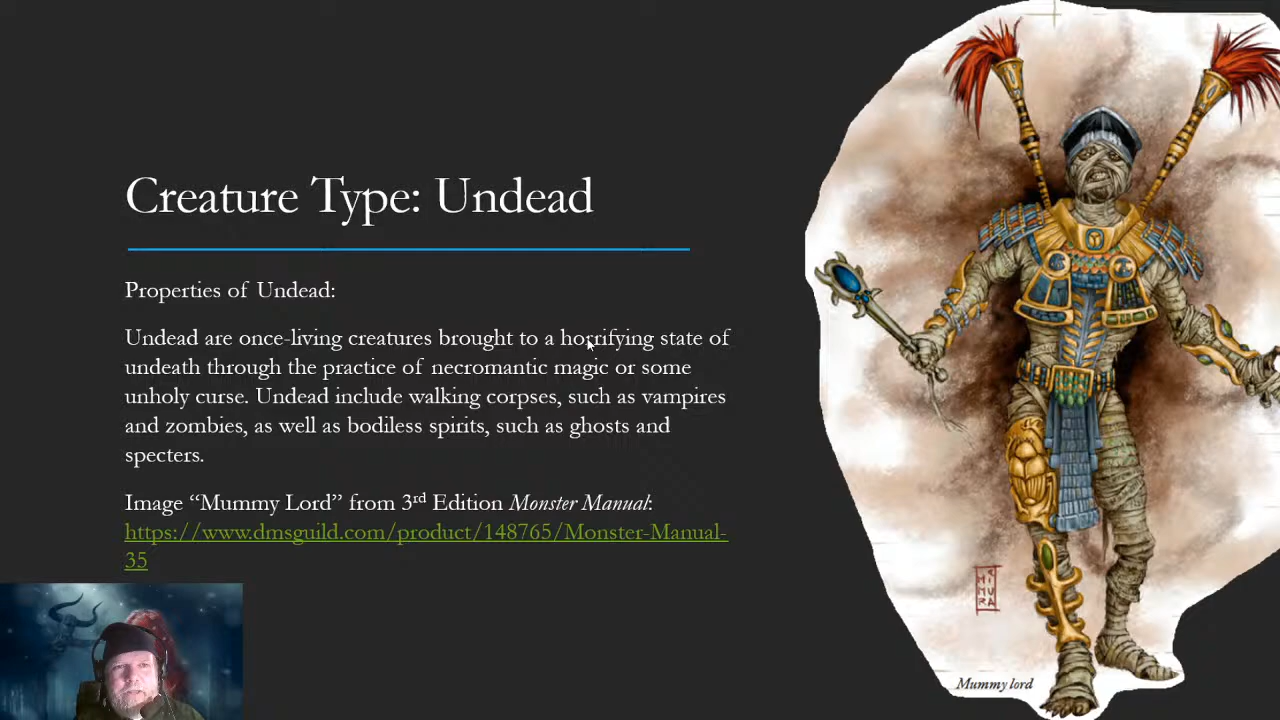 Creature Type: Undead
Properties of Undead:
Undead are once-living creatures brought to a horrifying state of
undeath through the practice of necromantic magic or some
unholy curse. Undead include walking corpses, such as vampires
and zombies, as well as bodiless spirits, such as ghosts and
specters.
Image “Mummy Lord” from 3rd Edition Monster Manual:
https://www.dmsguild.com/product/148765/Monster-Manual-
35
Mummy lord